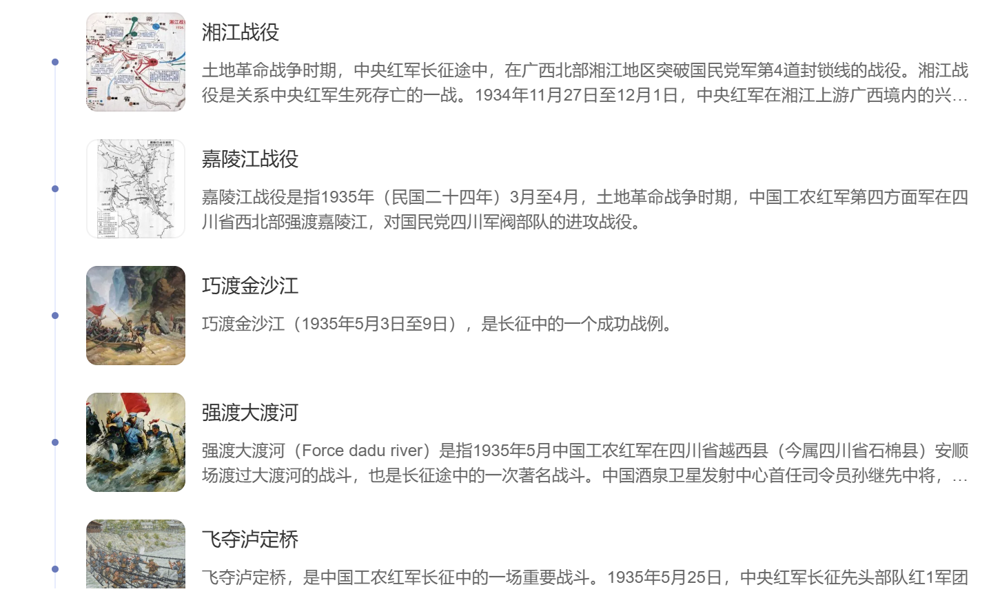 湘江战役
土地革命战争时期，中央红军长征途中，在广西北部湘江地区突破国民党军第4道封锁线的战役。湘江战
役是关系中央红军生死存亡的一战。1934年11月27日至12月1日，中央红军在湘江上游广西境内的兴…
嘉陵江战役
嘉陵江战役是指1935年（民国二十四年）3月至4月，土地革命战争时期，中国工农红军第四方面军在四
川省西北部强渡嘉陵江，对国民党四川军阀部队的进攻战役。
巧渡金沙江
巧渡金沙江（1935年5月3日至9日），是长征中的一个成功战例。
强渡大渡河
强渡大渡河（Force dadu river）是指1935年5月中国工农红军在四川省越西县（今属四川省石棉县）安顺
场渡过大渡河的战斗，也是长征途中的一次著名战斗。中国酒泉卫星发射中心首任司令员孙继先中将，…
飞夺泸定桥
飞夺泸定桥，是中国工农红军长征中的一场重要战斗。1935年5月25日，中央红军长征先头部队红1军团